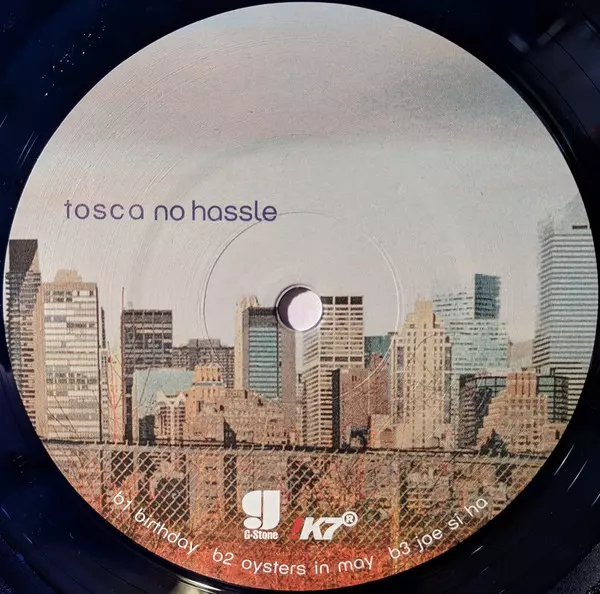 tosca no hassle
g
G-Stone
!K7®
b1 birthday b2 oysters in may b3 joe si ha